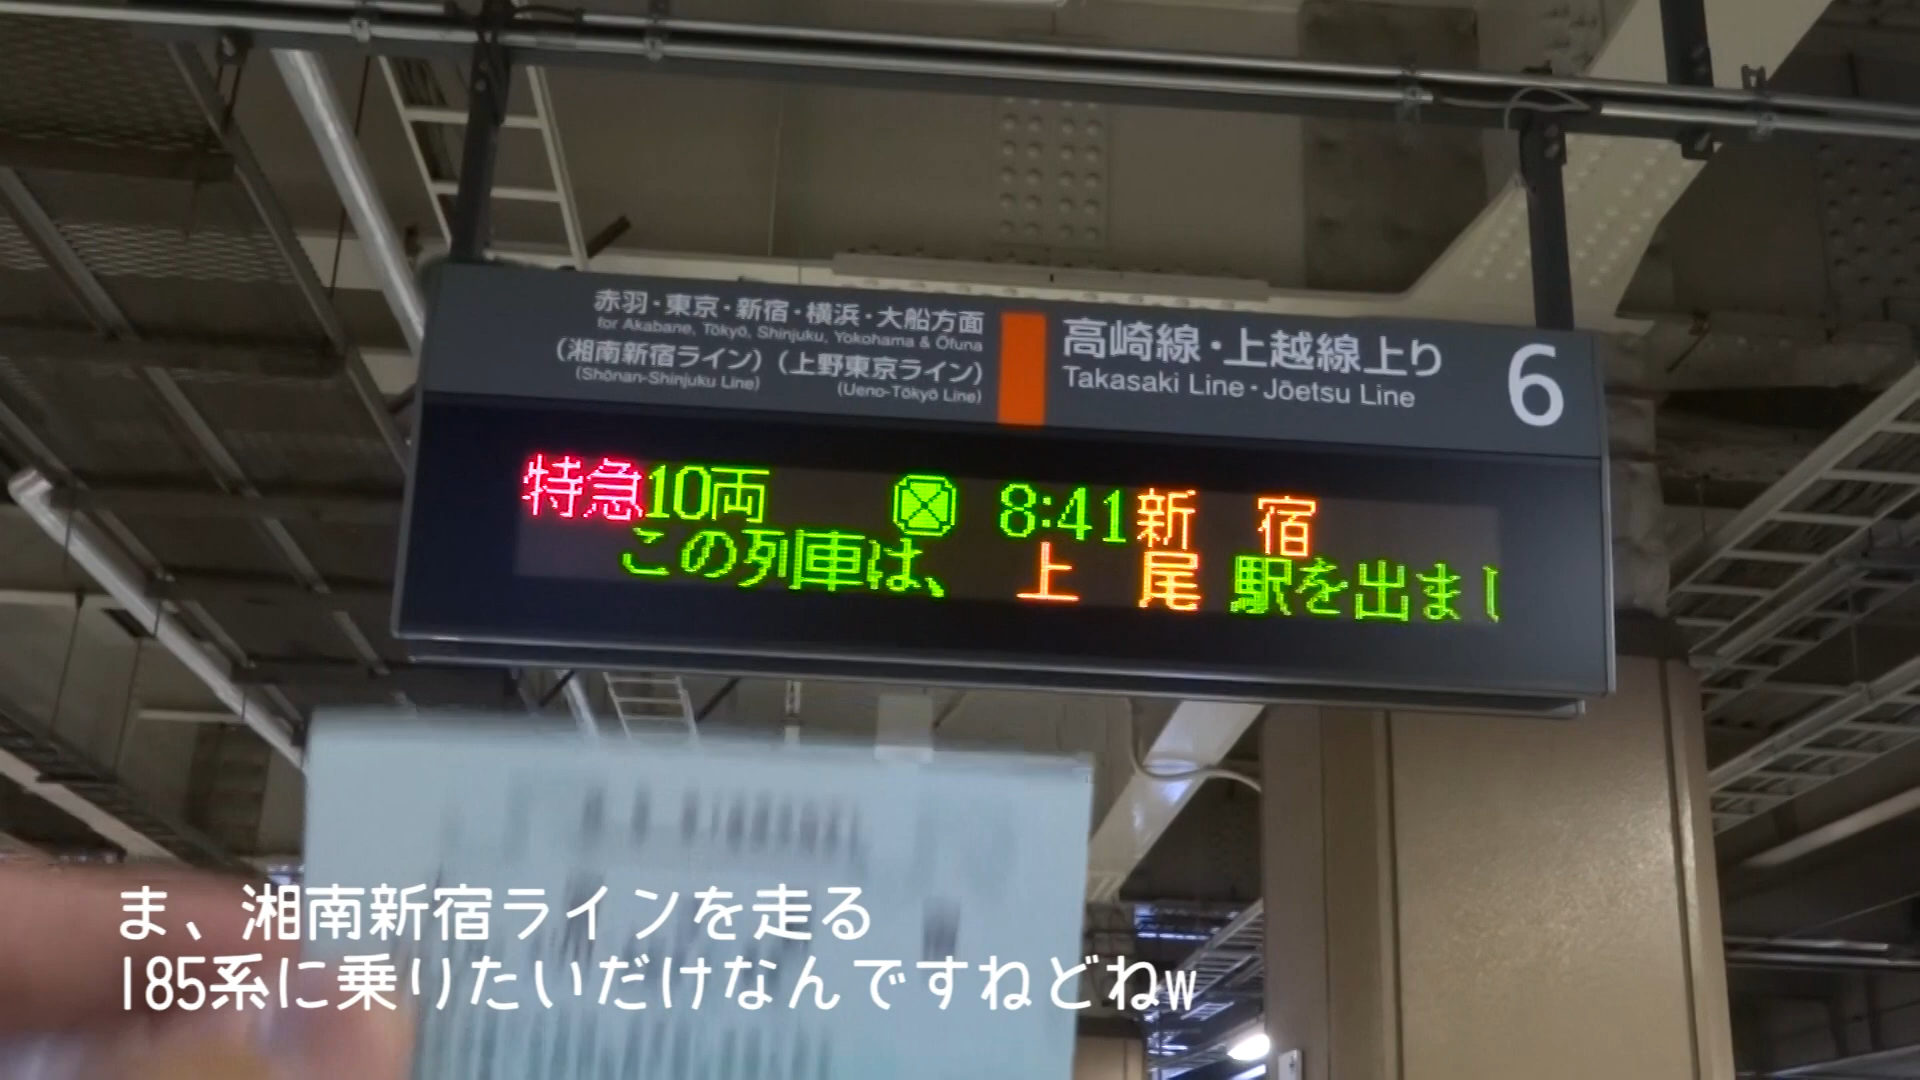 赤羽・東京・新宿・横浜・大船方面
for Akabane, Tōkyō, Shinjuku, Yokohama & Ōfuna
(湘南新宿ライン)(上野東京ライン)
(Shōnan-Shinjuku Line) (Ueno-Tōkyō Line)
高崎線・上越線上り
Takasaki Line・Jōetsu Line
6
特急10両 8:41新 宿
この列車は、 上 尾 駅を出まし
ま、湘南新宿ラインを走る
185系に乗りたいだけなんですねどねw